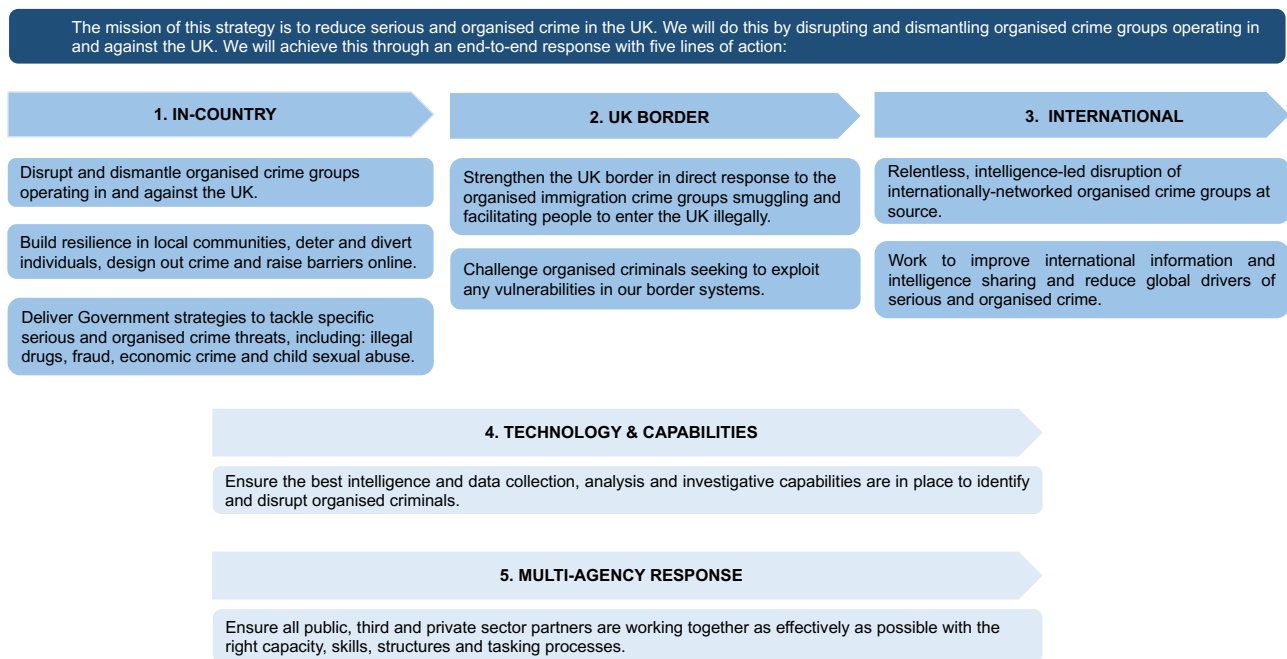 The mission of this strategy is to reduce serious and organised crime in the UK. We will do this by disrupting and dismantling organised crime groups operating in
and against the UK. We will achieve this through an end-to-end response with five lines of action:
1. IN-COUNTRY
Disrupt and dismantle organised crime groups
operating in and against the UK.
Build resilience in local communities, deter and divert
individuals, design out crime and raise barriers online.
Deliver Government strategies to tackle specific
serious and organised crime threats, including: illegal
drugs, fraud, economic crime and child sexual abuse.
2. UK BORDER
Strengthen the UK border in direct response to the
organised immigration crime groups smuggling and
facilitating people to enter the UK illegally.
Challenge organised criminals seeking to exploit
any vulnerabilities in our border systems.
3. INTERNATIONAL
Relentless, intelligence-led disruption of
internationally-networked organised crime groups at
source.
Work to improve international information and
intelligence sharing and reduce global drivers of
serious and organised crime.
4. TECHNOLOGY & CAPABILITIES
Ensure the best intelligence and data collection, analysis and investigative capabilities are in place to identify
and disrupt organised criminals.
5. MULTI-AGENCY RESPONSE
Ensure all public, third and private sector partners are working together as effectively as possible with the
right capacity, skills, structures and tasking processes.